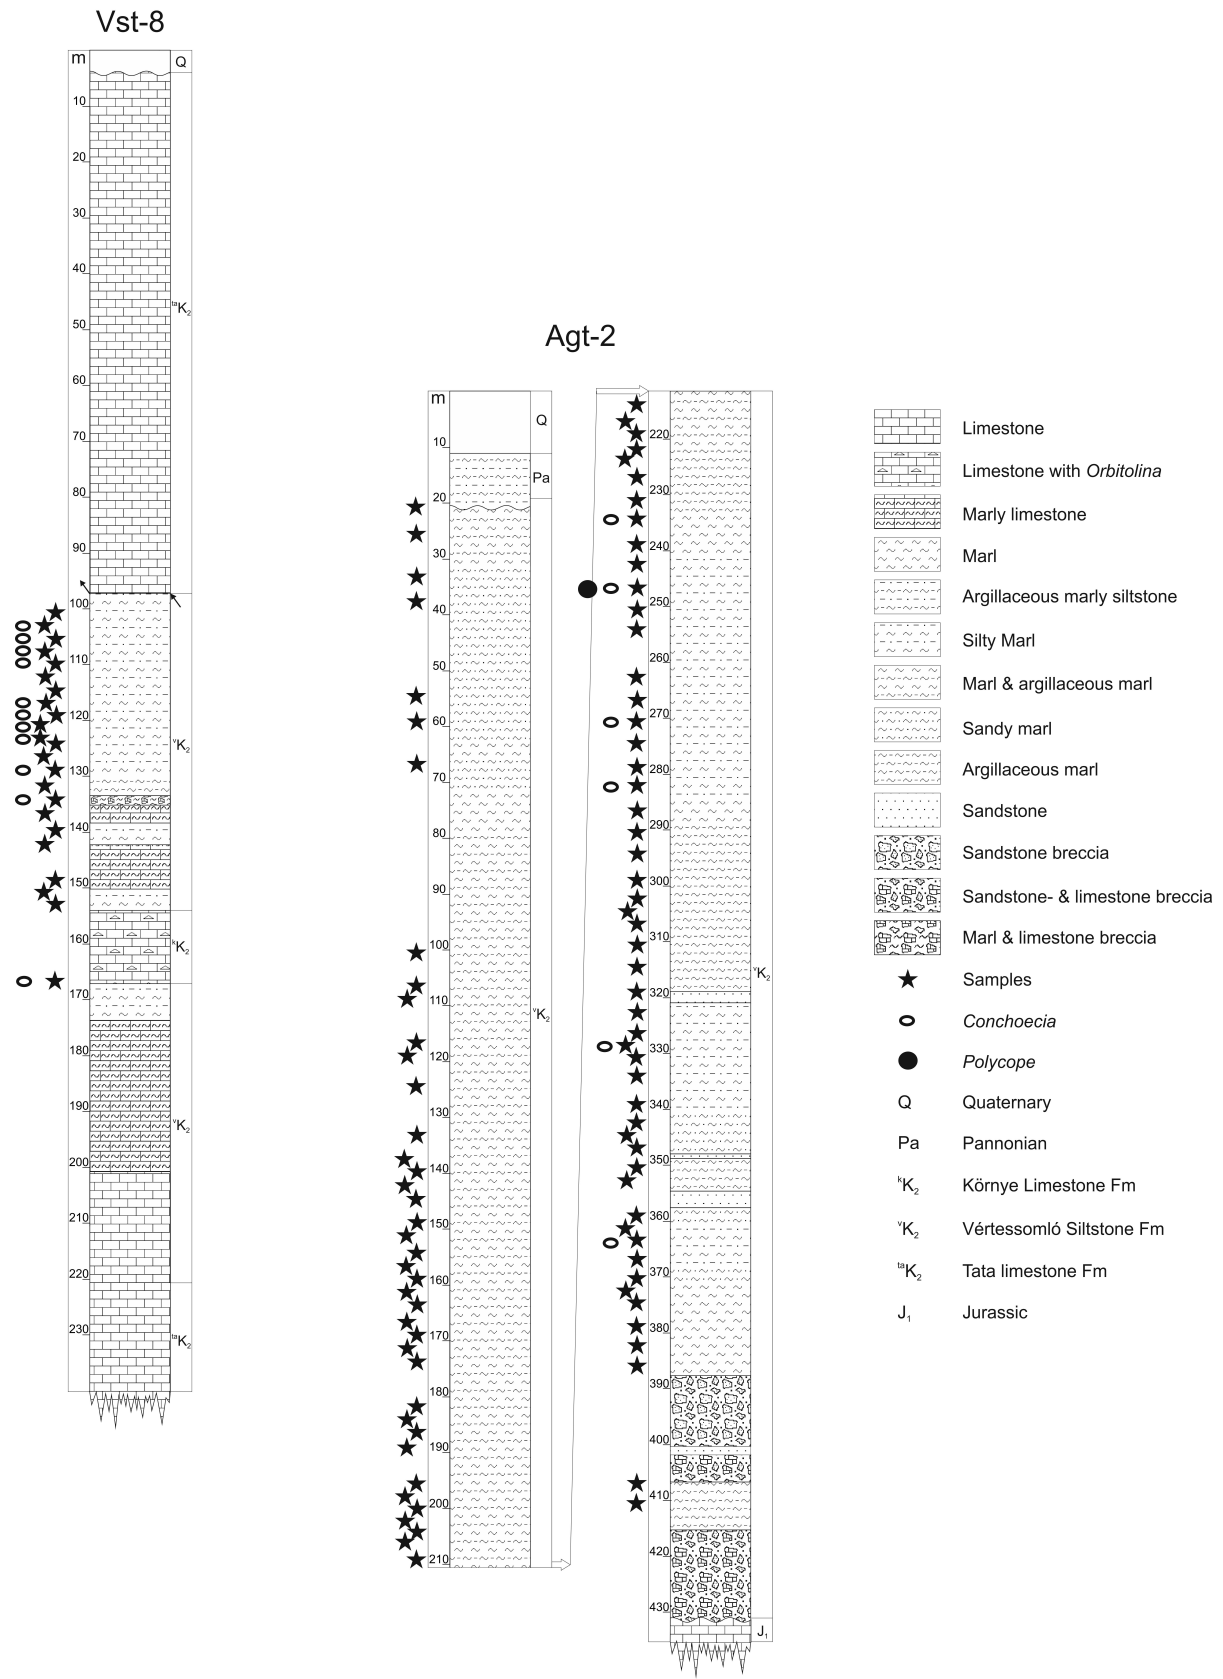 Vst-8
m
Q
10
20
30
40
50
60
70
80
90
100
110
120
130
140
150
160
170
180
190
200
210
220
230
taK2
vK2
kK2
vK2
taK2
Agt-2
m
Q
Pa
10
20
30
40
50
60
70
80
90
100
110
120
130
140
150
160
170
180
190
200
210
vK2
220
230
240
250
260
270
280
290
300
310
320
330
340
350
360
370
380
390
400
410
420
430
vK2
J1
Limestone
Limestone with Orbitolina
Marly limestone
Marl
Argillaceous marly siltstone
Silty Marl
Marl & argillaceous marl
Sandy marl
Argillaceous marl
Sandstone
Sandstone breccia
Sandstone- & limestone breccia
Marl & limestone breccia
Samples
Conchoecia
Polycope
Q Quaternary
Pa Pannonian
kK2 Környe Limestone Fm
vK2 Vértessomló Siltstone Fm
taK2 Tata limestone Fm
J1 Jurassic